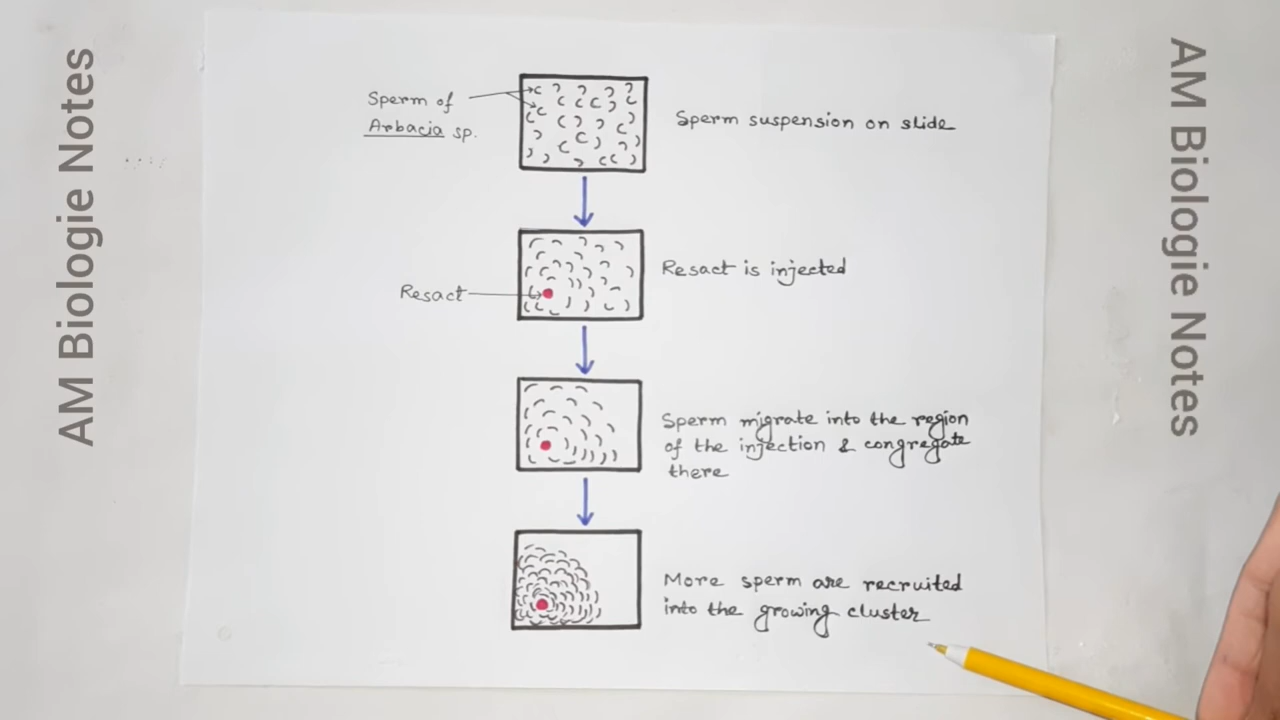 AM Biologie Notes
Sperm of
Arbacia sp.
Sperm suspension on slide
Resact is injected
Resact
Sperm migrate into the region
of the injection & congregate
there
More sperm are recruited
into the growing cluster
AM Biologie Notes